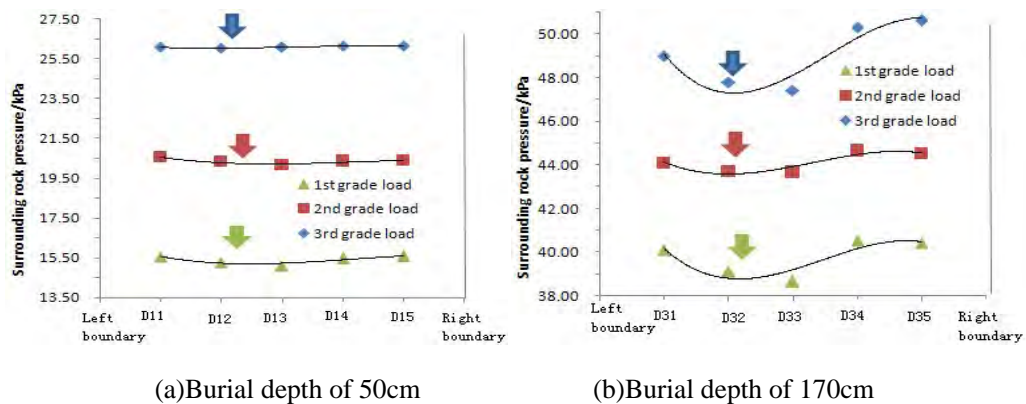 Surrounding rock pressure/kPa
27.50
25.50
23.50
21.50
19.50
17.50
15.50
13.50
1st grade load
2nd grade load
3rd grade load
Left
boundary
D11
D12
D13
D14
D15
Right
boundary
(a)Burial depth of 50cm
Surrounding rock pressure/kPa
50.00
48.00
46.00
44.00
42.00
40.00
38.00
1st grade load
2nd grade load
3rd grade load
Left
boundary
D31
D32
D33
D34
D35
Right
boundary
(b)Burial depth of 170cm